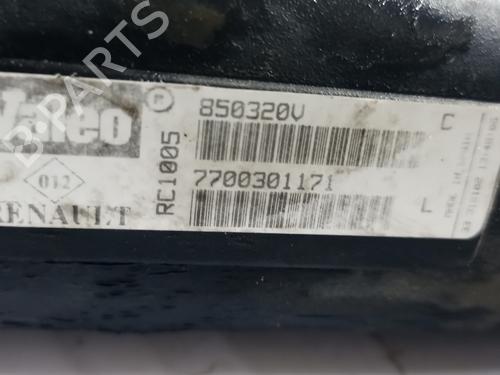 Valeo
P
850320V
C
RC1005
7700301171
L
012
RENAULT
B-PARTS